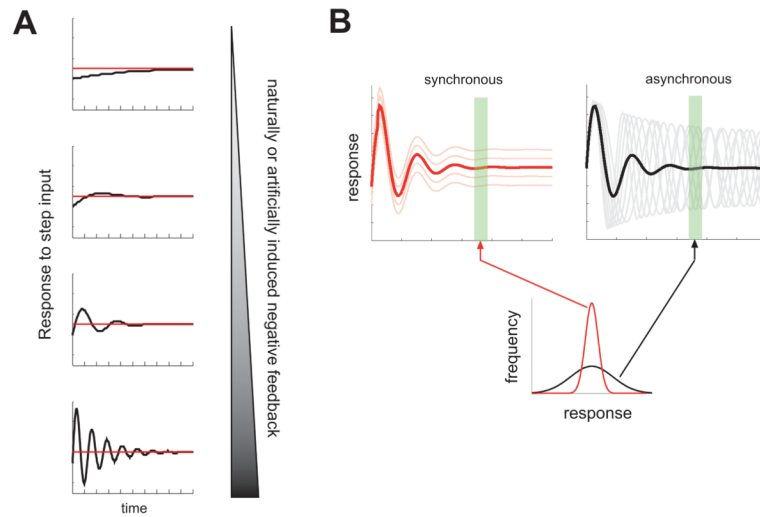 A
Response to step input
time
naturally or artificially induced negative feedback
B
synchronous
asynchronous
response
frequency
response